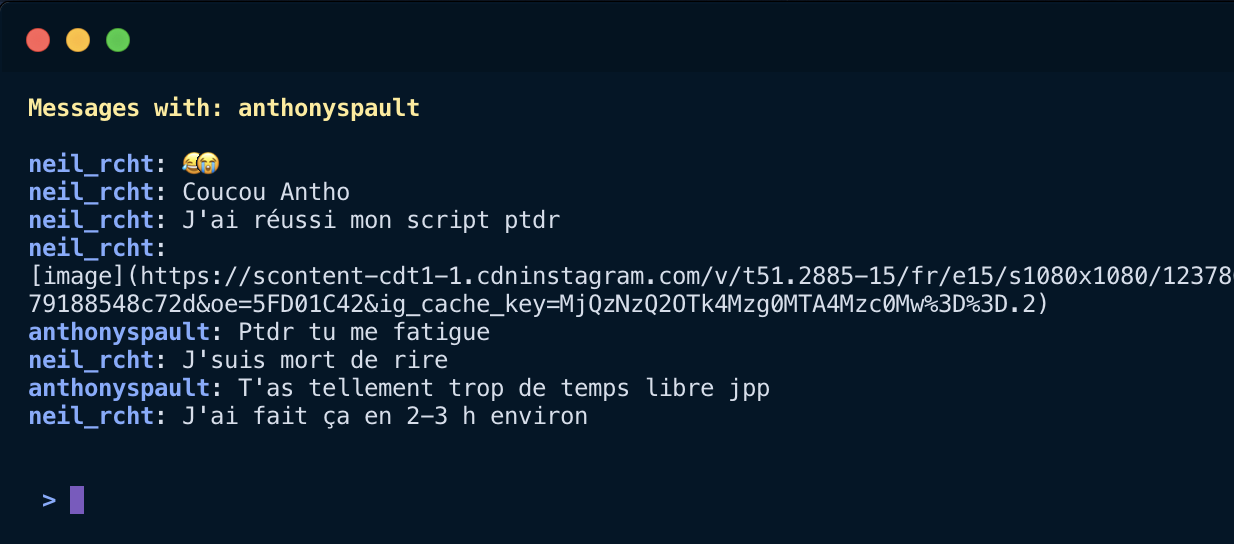 Messages with: anthonyspault
neil_rcht: 😂😭
neil_rcht: Coucou Antho
neil_rcht: J'ai réussi mon script ptdr
neil_rcht:
[image](https://scontent-cdt1-1.cdninstagram.com/v/t51.2885-15/fr/e15/s1080x1080/12378
79188548c72d&oe=5FD01C42&ig_cache_key=MjQzNzQ2OTk4Mzg0MTA4Mzc0Mw%3D%3D.2)
anthonyspault: Ptdr tu me fatigue
neil_rcht: J'suis mort de rire
anthonyspault: T'as tellement trop de temps libre jpp
neil_rcht: J'ai fait ça en 2-3 h environ
>